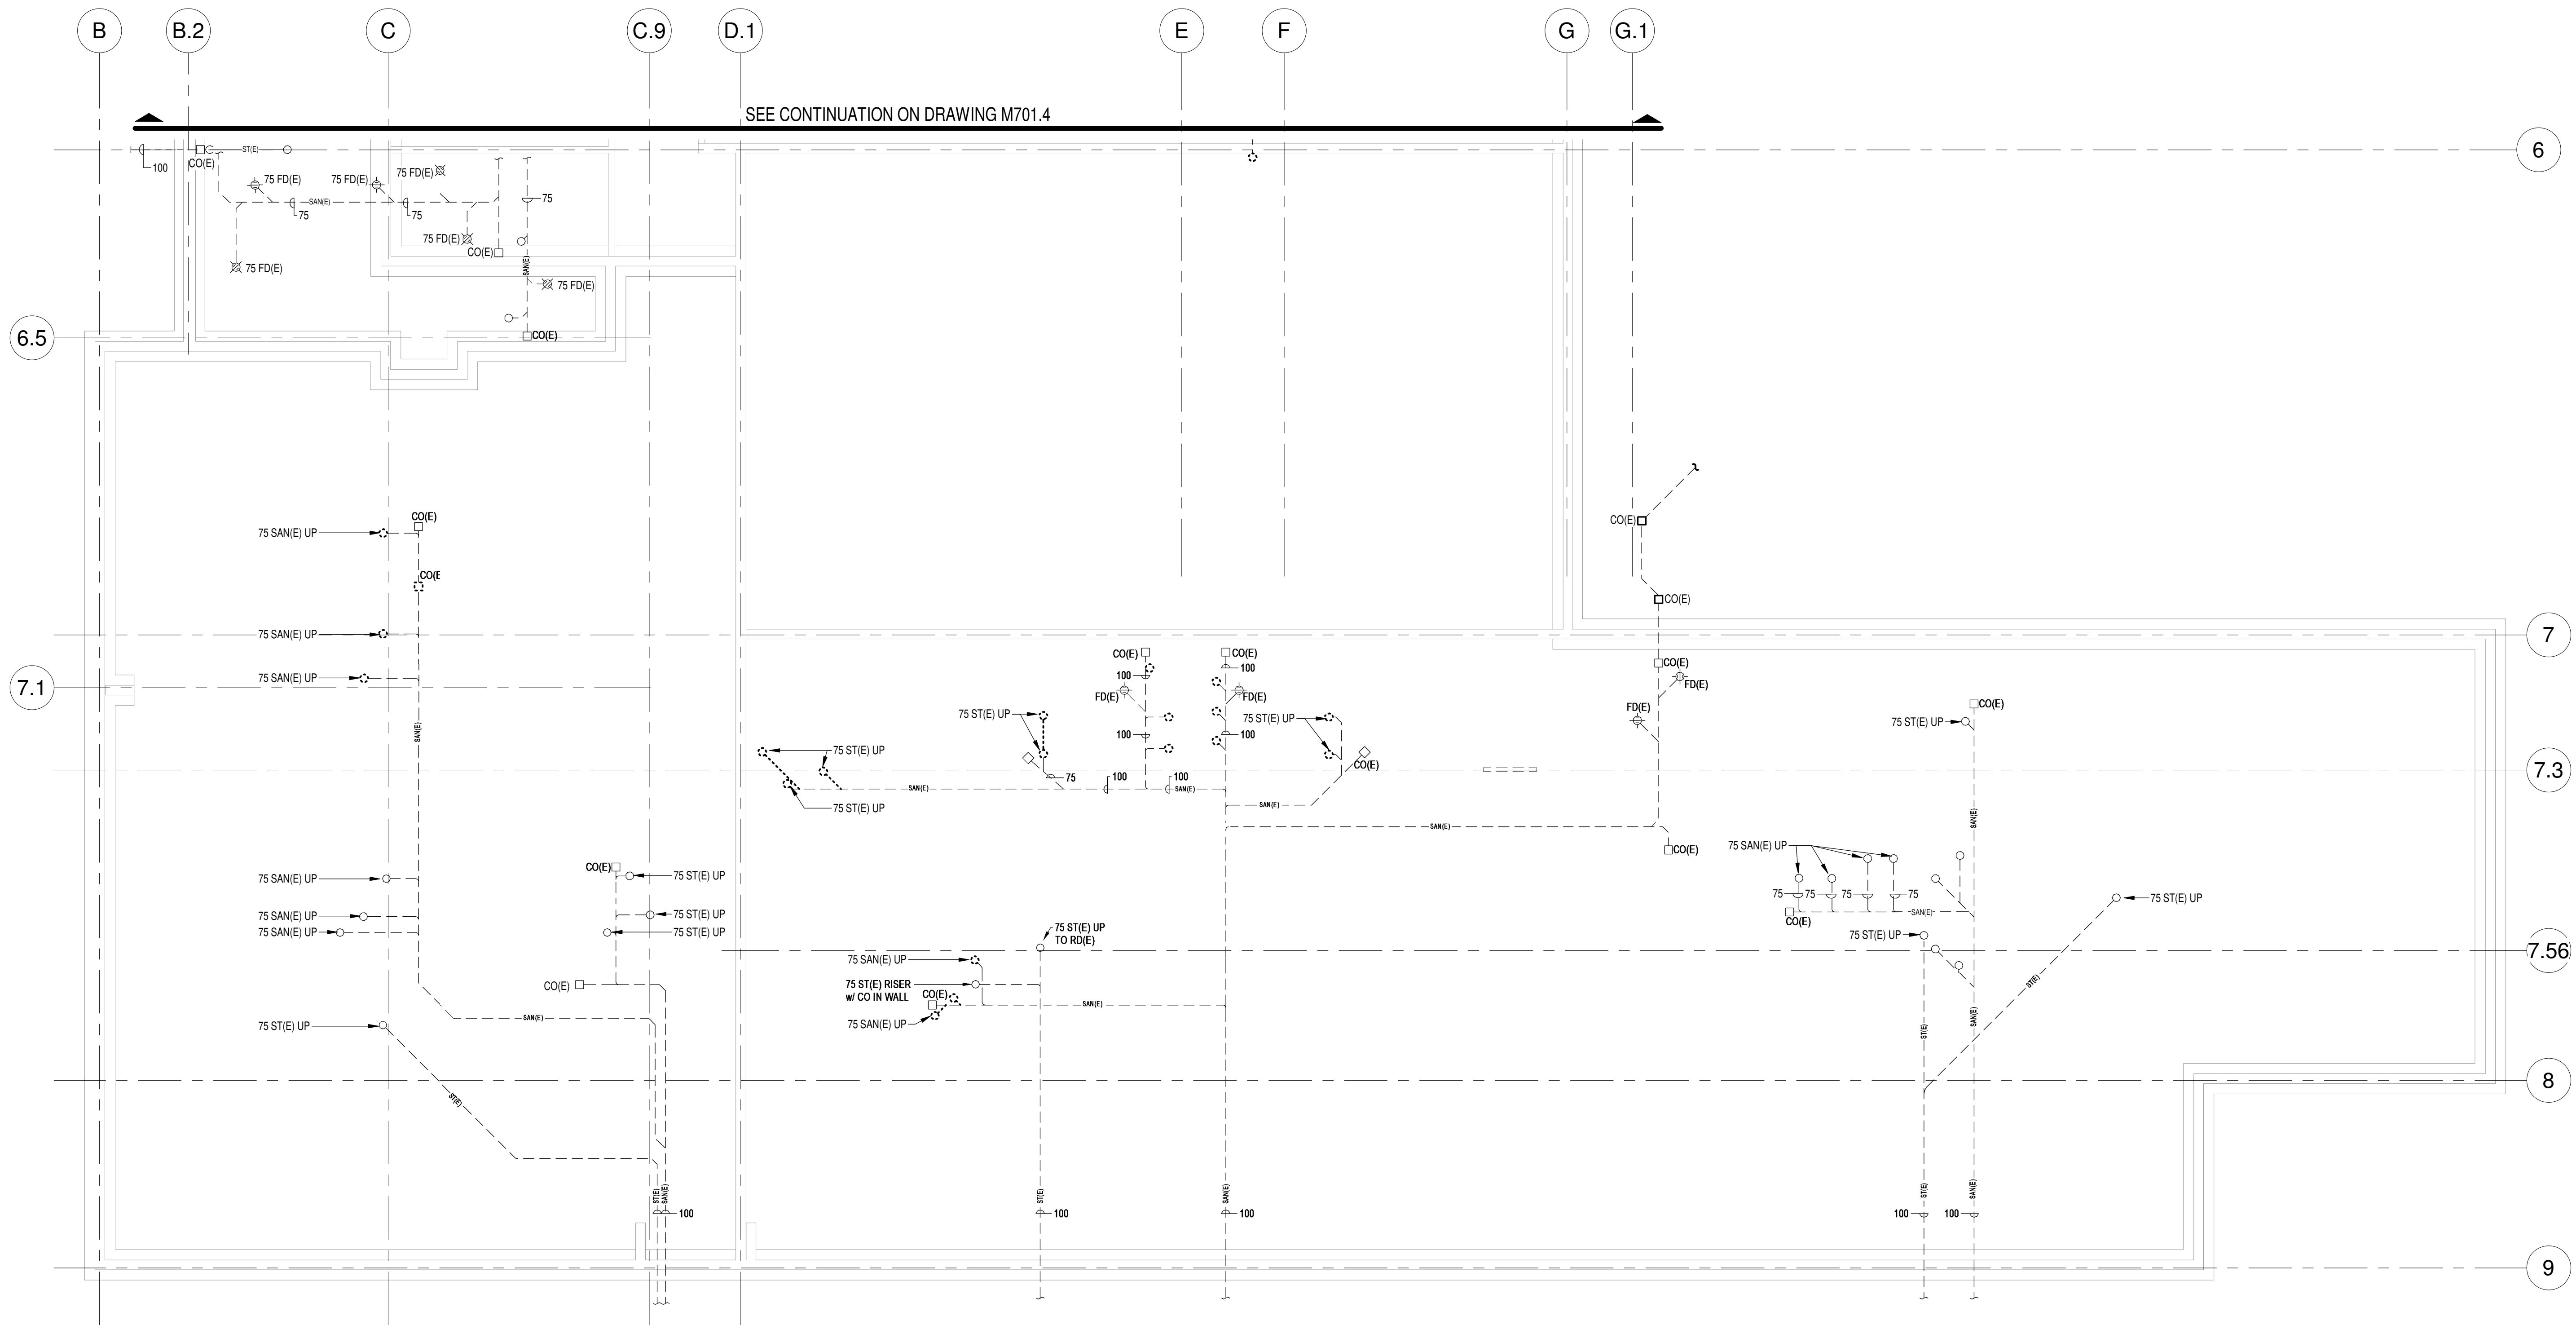 B
B.2
C
C.9
D.1
E
F
G
G.1
SEE CONTINUATION ON DRAWING M701.4
6
100
CO(E)
ST(E)
75 FD(E)
75 FD(E)
75 FD(E)
SAN(E)
75
75
75
75 FD(E)
CO(E)
SAN(E)
75 FD(E)
75 FD(E)
6.5
CO(E)
75 SAN(E) UP
CO(E)
CO(E
CO(E)
CO(E)
75 SAN(E) UP
7
CO(E)
CO(E)
100
CO(E)
75 SAN(E) UP
7.1
100
FD(E)
FD(E)
FD(E)
FD(E)
SAN(E)
75 ST(E) UP
75 ST(E) UP
75 ST(E) UP
CO(E)
100
100
75 ST(E) UP
CO(E)
7.3
75
100
100
SAN(E)
SAN(E)
75 ST(E) UP
SAN(E)
SAN(E)
SAN(E)
CO(E)
75 SAN(E) UP
CO(E)
75 ST(E) UP
75 SAN(E) UP
75
75
75
75
75 ST(E) UP
75 SAN(E) UP
75 ST(E) UP
SAN(E)
CO(E)
75 SAN(E) UP
75 ST(E) UP
75 ST(E) UP
TO RD(E)
75 ST(E) UP
7.56
75 SAN(E) UP
CO(E)
75 ST(E) RISER
w/ CO IN WALL
CO(E)
SAN(E)
ST(E)
SAN(E)
SAN(E)
75 ST(E) UP
75 SAN(E) UP
ST(E)
8
ST(E)
ST(E)
SAN(E)
ST(E)
SAN(E)
ST(E)
SAN(E)
100
100
100
100
100
9